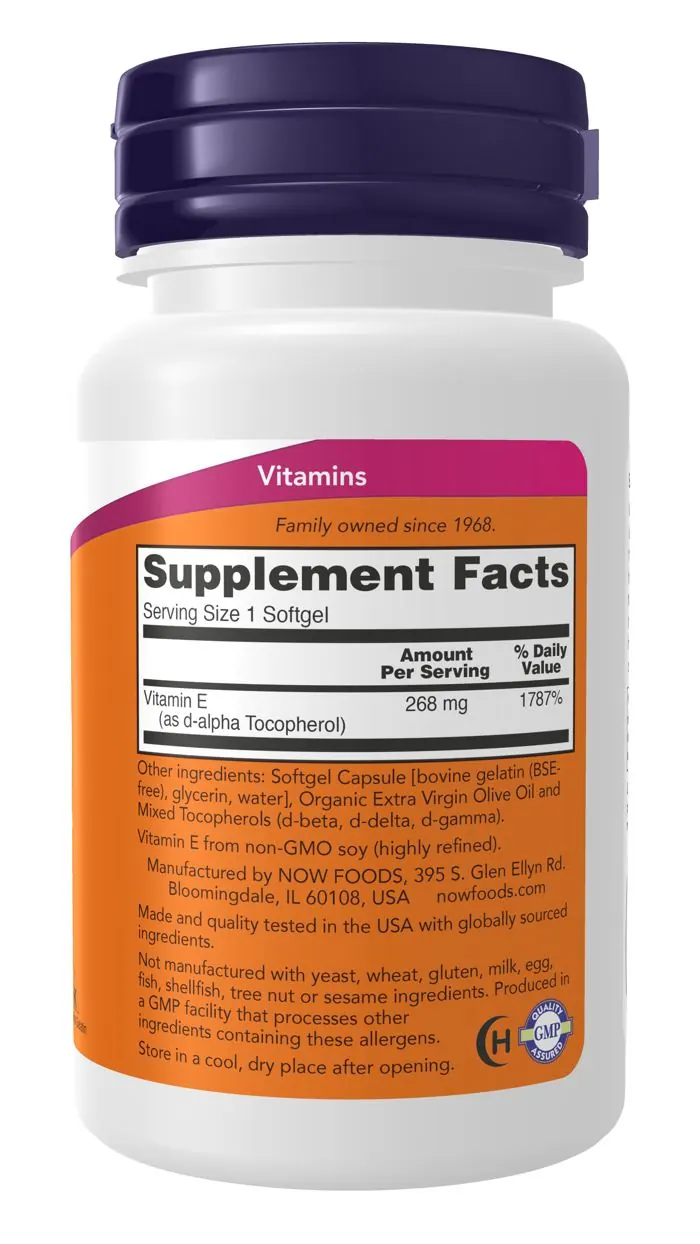 Vitamins
Family owned since 1968.
Supplement Facts
Serving Size 1 Softgel
Amount Per Serving
% Daily Value
Vitamin E 268 mg 1787%
(as d-alpha Tocopherol)
Other ingredients: Softgel Capsule [bovine gelatin (BSE-
free), glycerin, water], Organic Extra Virgin Olive Oil and
Mixed Tocopherols (d-beta, d-delta, d-gamma).
Vitamin E from non-GMO soy (highly refined).
Manufactured by NOW FOODS, 395 S. Glen Ellyn Rd.
Bloomingdale, IL 60108, USA nowfoods.com
Made and quality tested in the USA with globally sourced
ingredients.
Not manufactured with yeast, wheat, gluten, milk, egg,
fish, shellfish, tree nut or sesame ingredients. Produced in
a GMP facility that processes other
ingredients containing these allergens.
Store in a cool, dry place after opening.
H
QUALITY
GMP
ASSURED